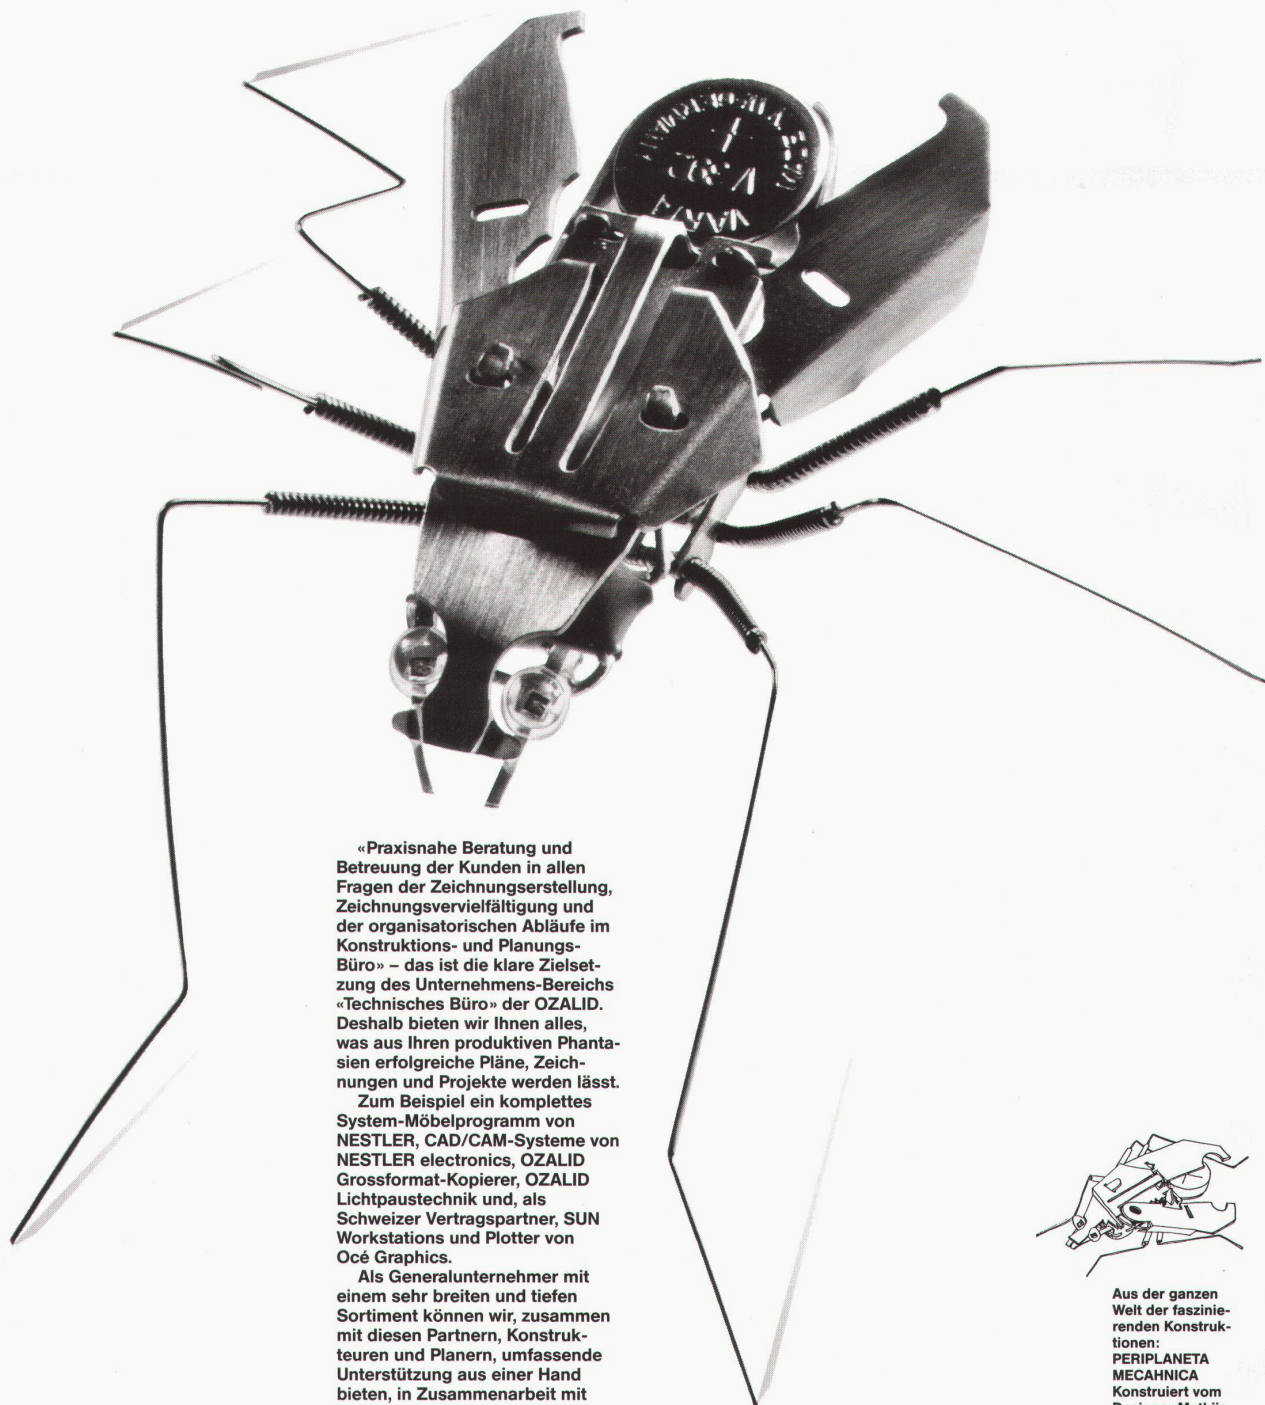 VARTA
V 392
«Praxisnahe Beratung und
Betreuung der Kunden in allen
Fragen der Zeichnungserstellung,
Zeichnungsvervielfältigung und
der organisatorischen Abläufe im
Konstruktions- und Planungs-
Büro» – das ist die klare Zielset-
zung des Unternehmens-Bereichs
«Technisches Büro» der OZALID.
Deshalb bieten wir Ihnen alles,
was aus Ihren produktiven Phanta-
sien erfolgreiche Pläne, Zeich-
nungen und Projekte werden lässt.
Zum Beispiel ein komplettes
System-Möbelprogramm von
NESTLER, CAD/CAM-Systeme von
NESTLER electronics, OZALID
Grossformat-Kopierer, OZALID
Lichtpaustechnik und, als
Schweizer Vertragspartner, SUN
Workstations und Plotter von
Océ Graphics.
Als Generalunternehmer mit
einem sehr breiten und tiefen
Sortiment können wir, zusammen
mit diesen Partnern, Konstruk-
teuren und Planern, umfassende
Unterstützung aus einer Hand
bieten, in Zusammenarbeit mit
Aus der ganzen
Welt der faszinie-
renden Konstruk-
tionen:
PERIPLANETA
MECAHNICA
Konstruiert vom